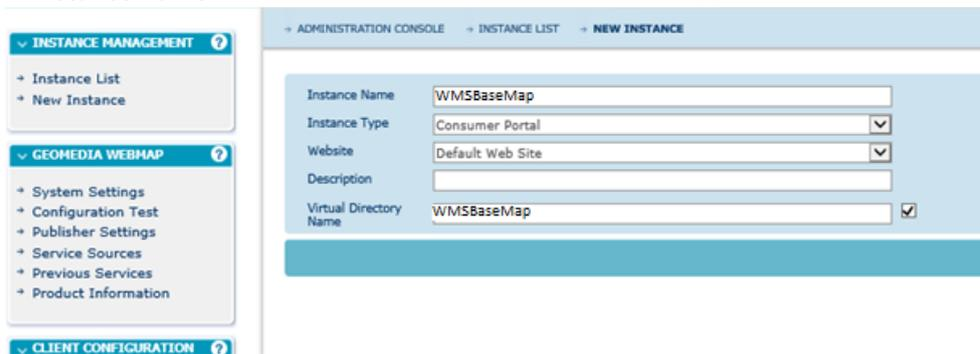 INSTANCE MANAGEMENT ?
Instance List
New Instance
GEOMEDIA WEBMAP ?
System Settings
Configuration Test
Publisher Settings
Service Sources
Previous Services
Product Information
CLIENT CONFIGURATION ?
ADMINISTRATION CONSOLE INSTANCE LIST NEW INSTANCE
Instance Name WMSBaseMap
Instance Type Consumer Portal
Website Default Web Site
Description
Virtual Directory
Name WMSBaseMap